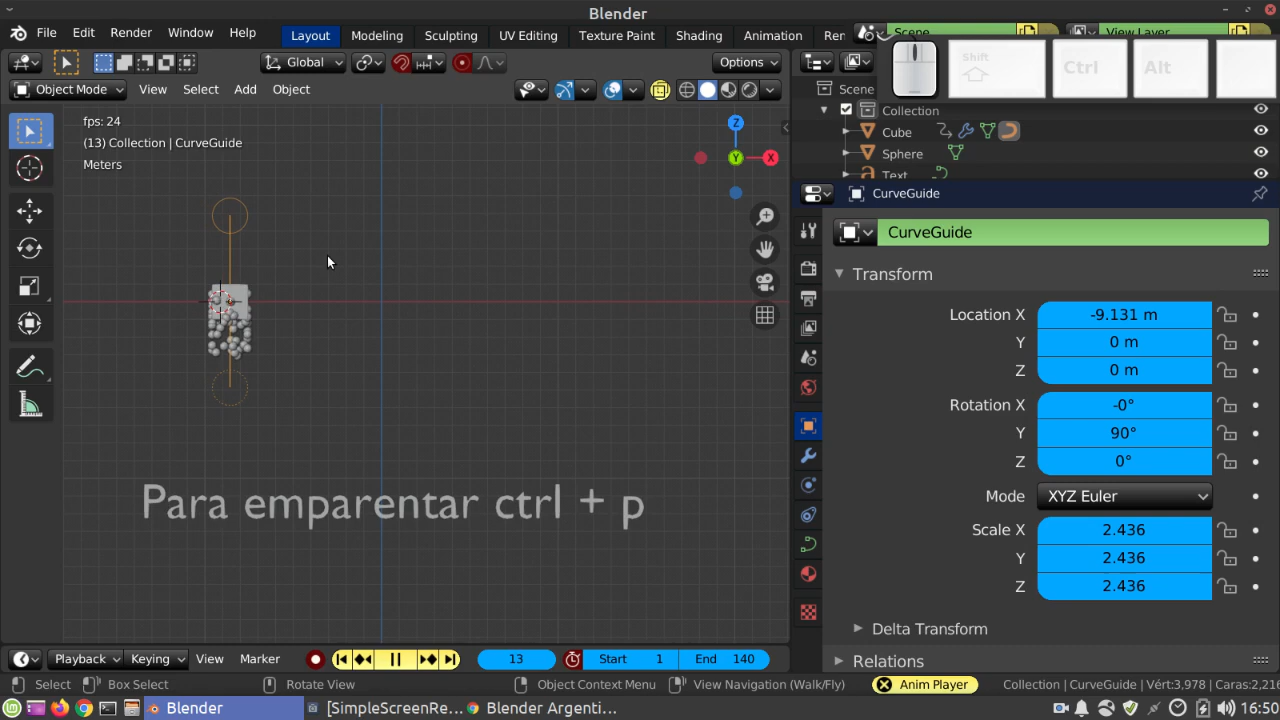 Blender
File Edit Render Window Help
Layout Modeling Sculpting UV Editing Texture Paint Shading Animation Ren
Scene
View Layer
Shift
Ctrl
Alt
Global
Options
Object Mode
View Select Add Object
Scene
Collection
Cube
Sphere
Text
fps: 24
(13) Collection | CurveGuide
Meters
Z
Y
X
CurveGuide
CurveGuide
Transform
Location X -9.131 m
Y 0 m
Z 0 m
Rotation X -0°
Y 90°
Z 0°
Mode XYZ Euler
Scale X 2.436
Y 2.436
Z 2.436
Delta Transform
Relations
Para emparentar ctrl + p
Playback Keying View Marker 13 Start 1 End 140
Select Box Select Rotate View Object Context Menu View Navigation (Walk/Fly) Anim Player Collection | CurveGuide | Vért:3,978 | Caras:2,21
Blender [SimpleScreenRe... Blender Argenti... 16:50